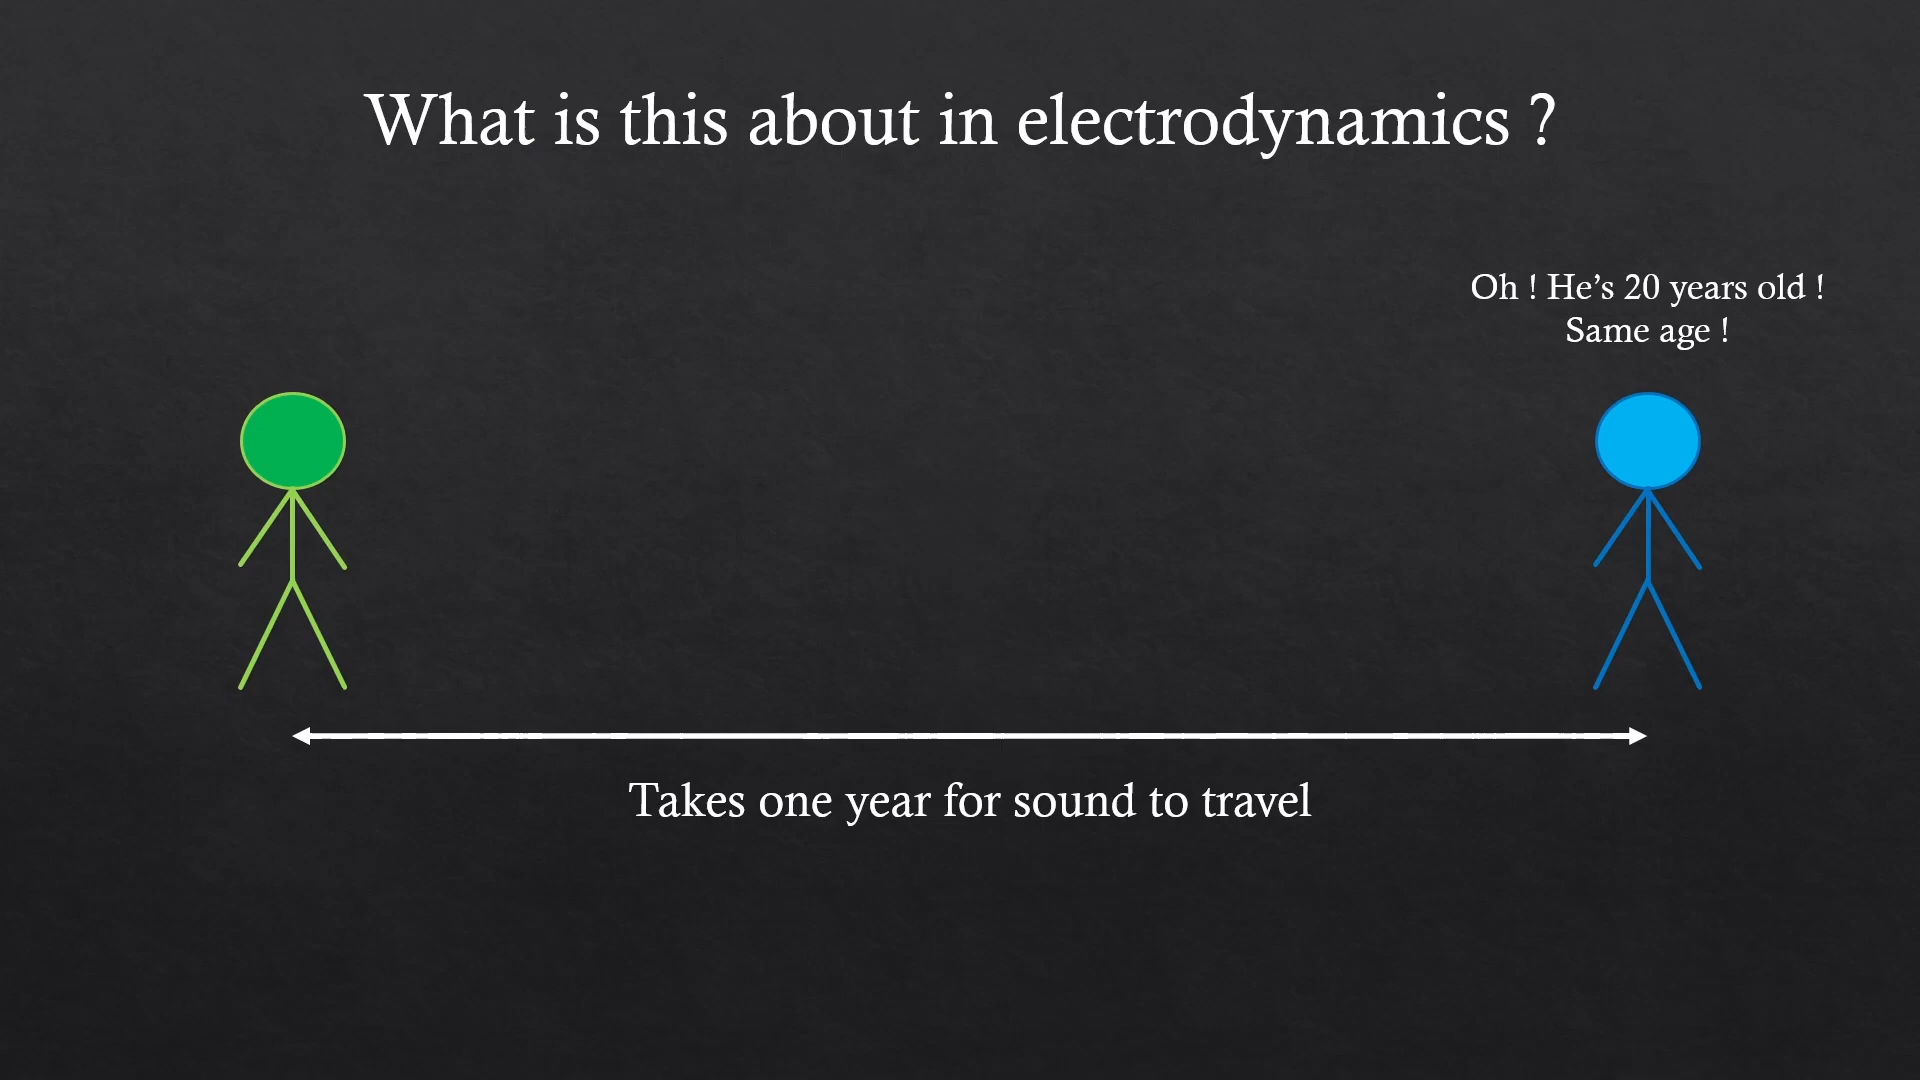 What is this about in electrodynamics ?
Oh ! He’s 20 years old !
Same age !
Takes one year for sound to travel